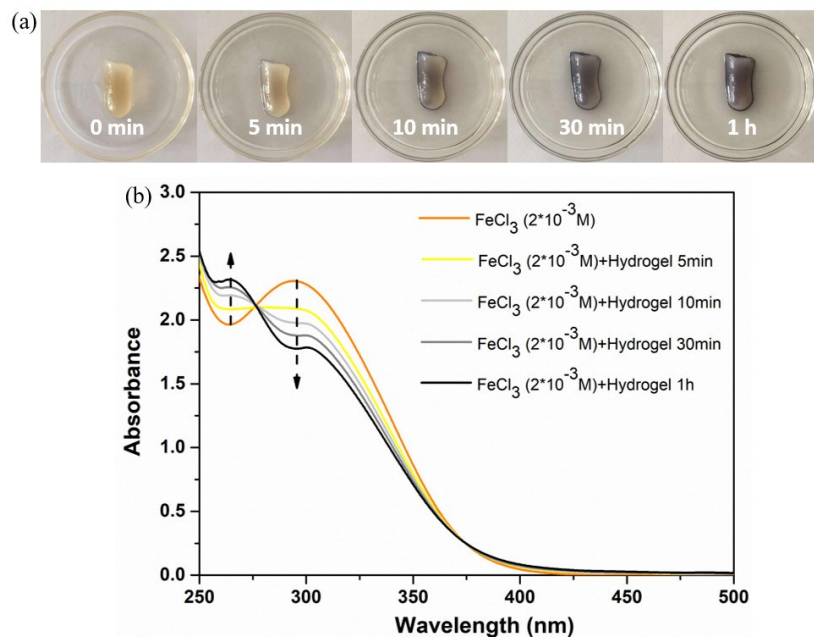 (a)
0 min
5 min
10 min
30 min
1 h
(b)
3.0
2.5
2.0
1.5
1.0
0.5
0.0
Absorbance
FeCl3 (2*10-3M)
FeCl3 (2*10-3M)+Hydrogel 5min
FeCl3 (2*10-3M)+Hydrogel 10min
FeCl3 (2*10-3M)+Hydrogel 30min
FeCl3 (2*10-3M)+Hydrogel 1h
250 300 350 400 450 500
Wavelength (nm)